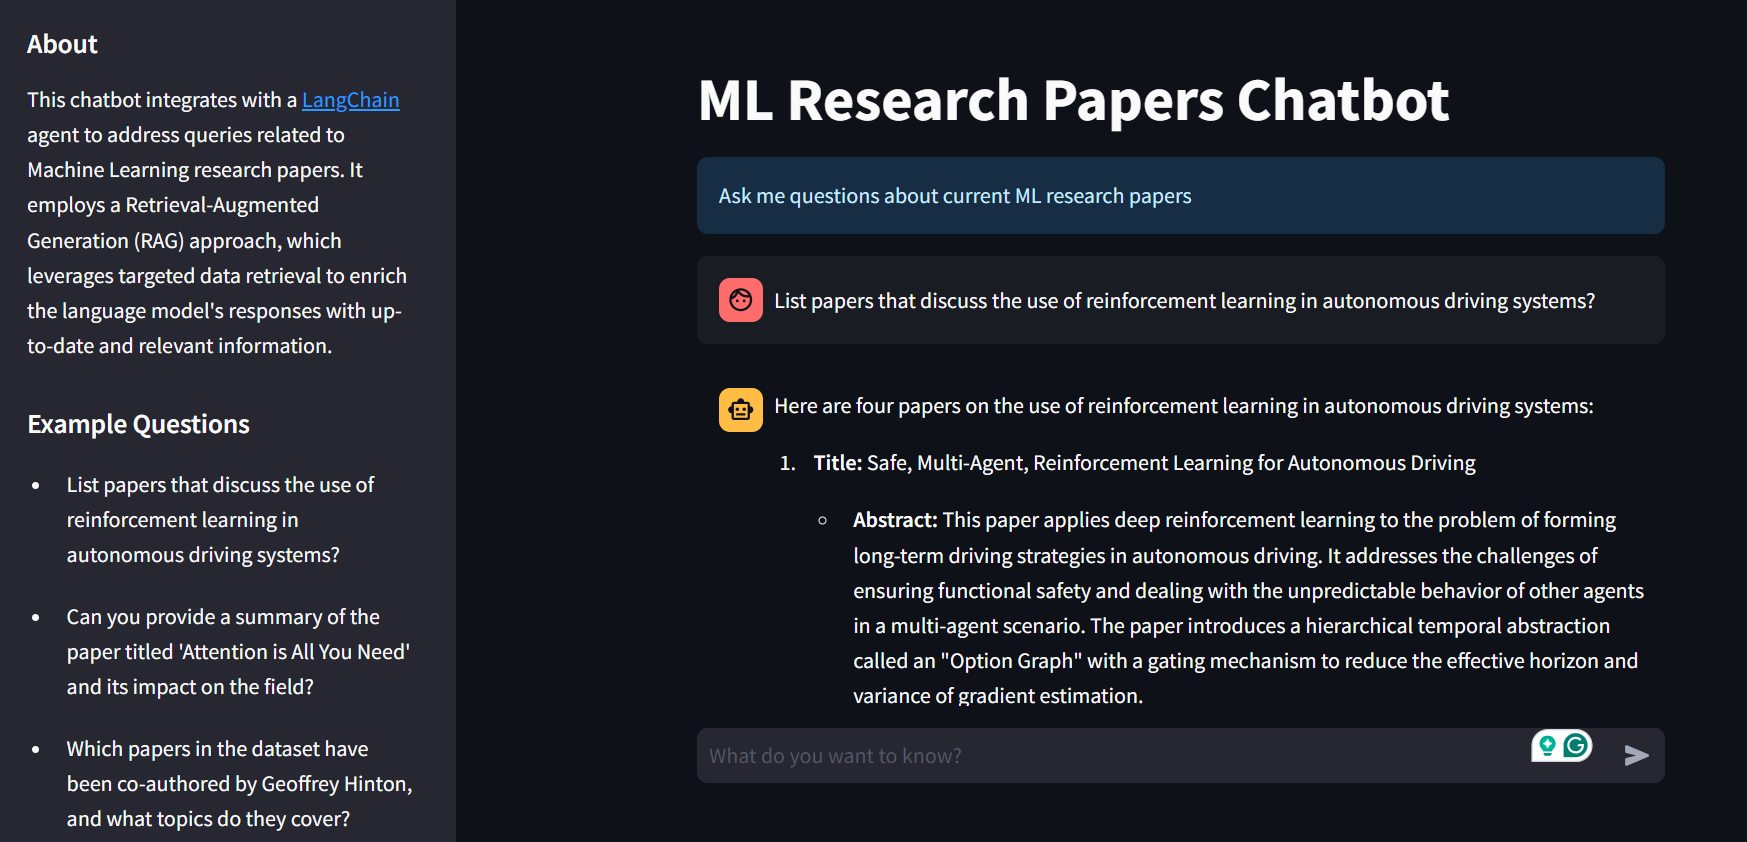 About
This chatbot integrates with a LangChain
agent to address queries related to
Machine Learning research papers. It
employs a Retrieval-Augmented
Generation (RAG) approach, which
leverages targeted data retrieval to enrich
the language model's responses with up-
to-date and relevant information.
Example Questions
• List papers that discuss the use of
reinforcement learning in
autonomous driving systems?
• Can you provide a summary of the
paper titled 'Attention is All You Need'
and its impact on the field?
• Which papers in the dataset have
been co-authored by Geoffrey Hinton,
and what topics do they cover?
ML Research Papers Chatbot
Ask me questions about current ML research papers
List papers that discuss the use of reinforcement learning in autonomous driving systems?
Here are four papers on the use of reinforcement learning in autonomous driving systems:
1. Title: Safe, Multi-Agent, Reinforcement Learning for Autonomous Driving
○ Abstract: This paper applies deep reinforcement learning to the problem of forming
long-term driving strategies in autonomous driving. It addresses the challenges of
ensuring functional safety and dealing with the unpredictable behavior of other agents
in a multi-agent scenario. The paper introduces a hierarchical temporal abstraction
called an "Option Graph" with a gating mechanism to reduce the effective horizon and
variance of gradient estimation.
What do you want to know?